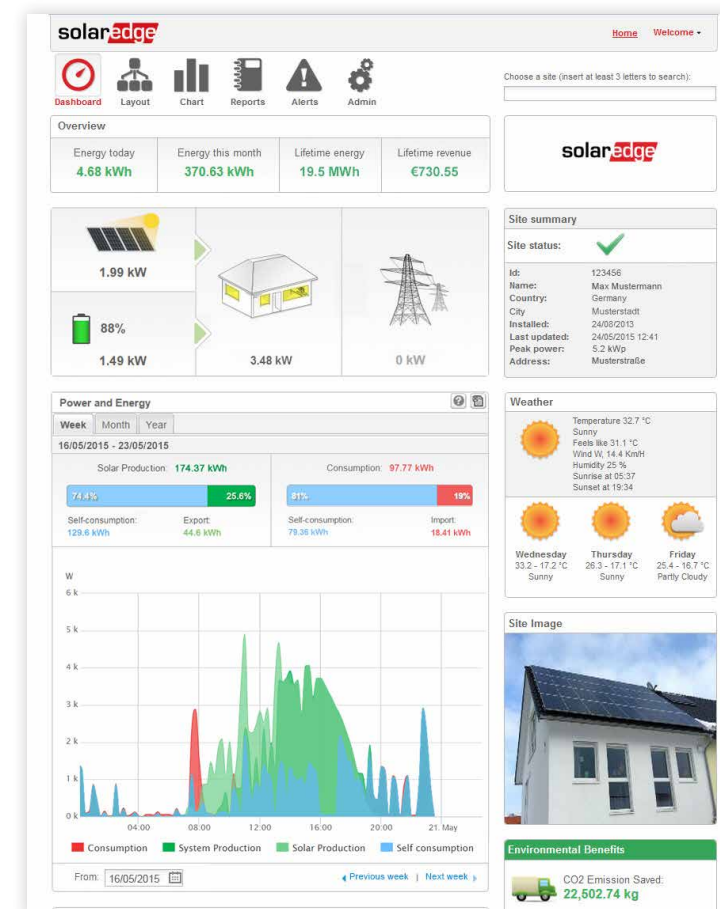 solaredge
Home Welcome
Dashboard Layout Chart Reports Alerts Admin
Choose a site (insert at least 3 letters to search):
Overview
Energy today Energy this month Lifetime energy Lifetime revenue
4.68 kWh 370.63 kWh 19.5 MWh €730.55
solaredge
1.99 kW
88%
1.49 kW 3.48 kW 0 kW
Site summary
Site status:
Id: 123456
Name: Max Mustermann
Country: Germany
City Musterstadt
Installed: 24/08/2013
Last updated: 24/05/2015 12:41
Peak power: 5.2 kWp
Address: Musterstraße
Power and Energy
Week Month Year
16/05/2015 - 23/05/2015
Solar Production: 174.37 kWh Consumption: 97.77 kWh
74.4% 25.6% 81% 19%
Self-consumption: Export: Self-consumption: Import:
129.6 kWh 44.6 kWh 79.36 kWh 18.41 kWh
W
6 k
5 k
4 k
3 k
2 k
1 k
0 k
04:00 08:00 12:00 16:00 20:00 21. May
Consumption System Production Solar Production Self consumption
From: 16/05/2015 Previous week | Next week
Weather
Temperature 32.7 °C
Sunny
Feels like 31.1 °C
Wind W, 14.4 Km/H
Humidity 25 %
Sunrise at 05:37
Sunset at 19:34
Wednesday Thursday Friday
33.2 - 17.2 °C 26.3 - 17.1 °C 25.4 - 16.7 °C
Sunny Sunny Partly Cloudy
Site Image
Environmental Benefits
CO2 Emission Saved:
22,502.74 kg